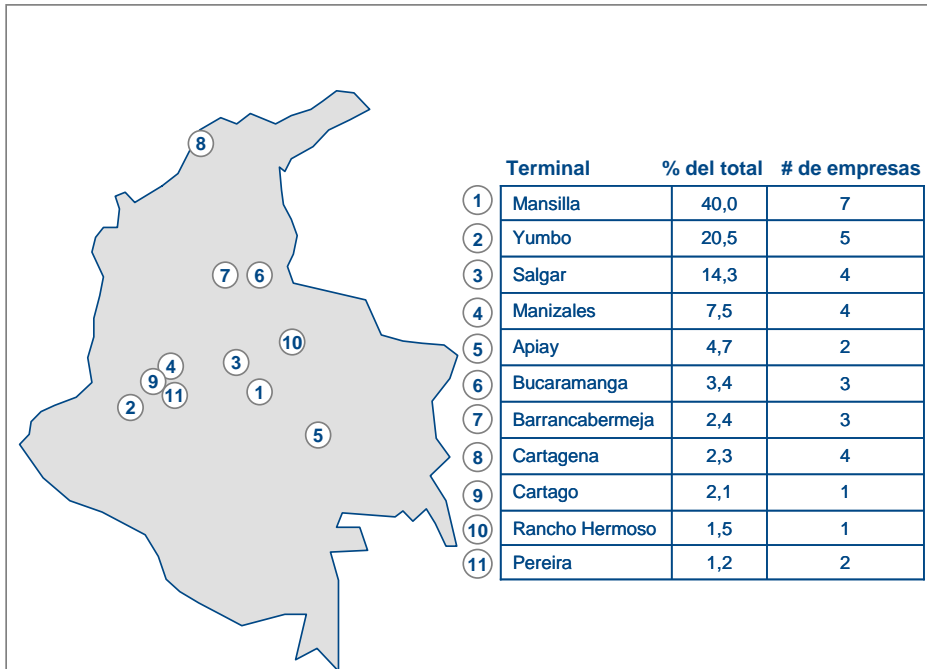 8
7 6
10
3
4
9
11
1
2
5
Terminal % del total # de empresas
1 Mansilla 40,0 7
2 Yumbo 20,5 5
3 Salgar 14,3 4
4 Manizales 7,5 4
5 Apiay 4,7 2
6 Bucaramanga 3,4 3
7 Barrancabermeja 2,4 3
8 Cartagena 2,3 4
9 Cartago 2,1 1
10 Rancho Hermoso 1,5 1
11 Pereira 1,2 2